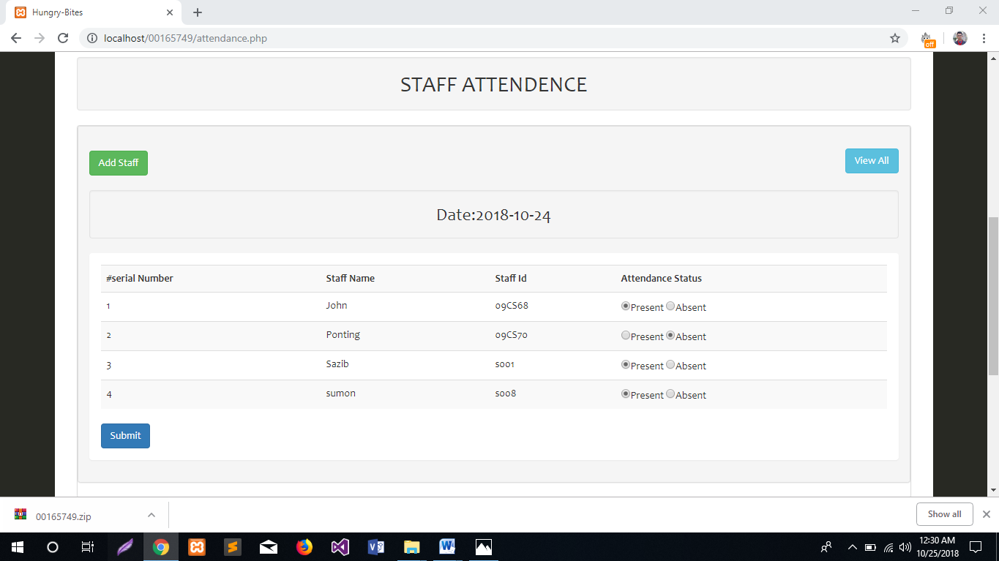 Hungry-Bites
localhost/00165749/attendance.php
off
STAFF ATTENDENCE
Add Staff
View All
Date:2018-10-24
#serial Number Staff Name Staff Id Attendance Status
1 John 09CS68 Present Absent
2 Ponting 09CS70 Present Absent
3 Sazib s001 Present Absent
4 sumon s008 Present Absent
Submit
00165749.zip
Show all
12:30 AM
10/25/2018